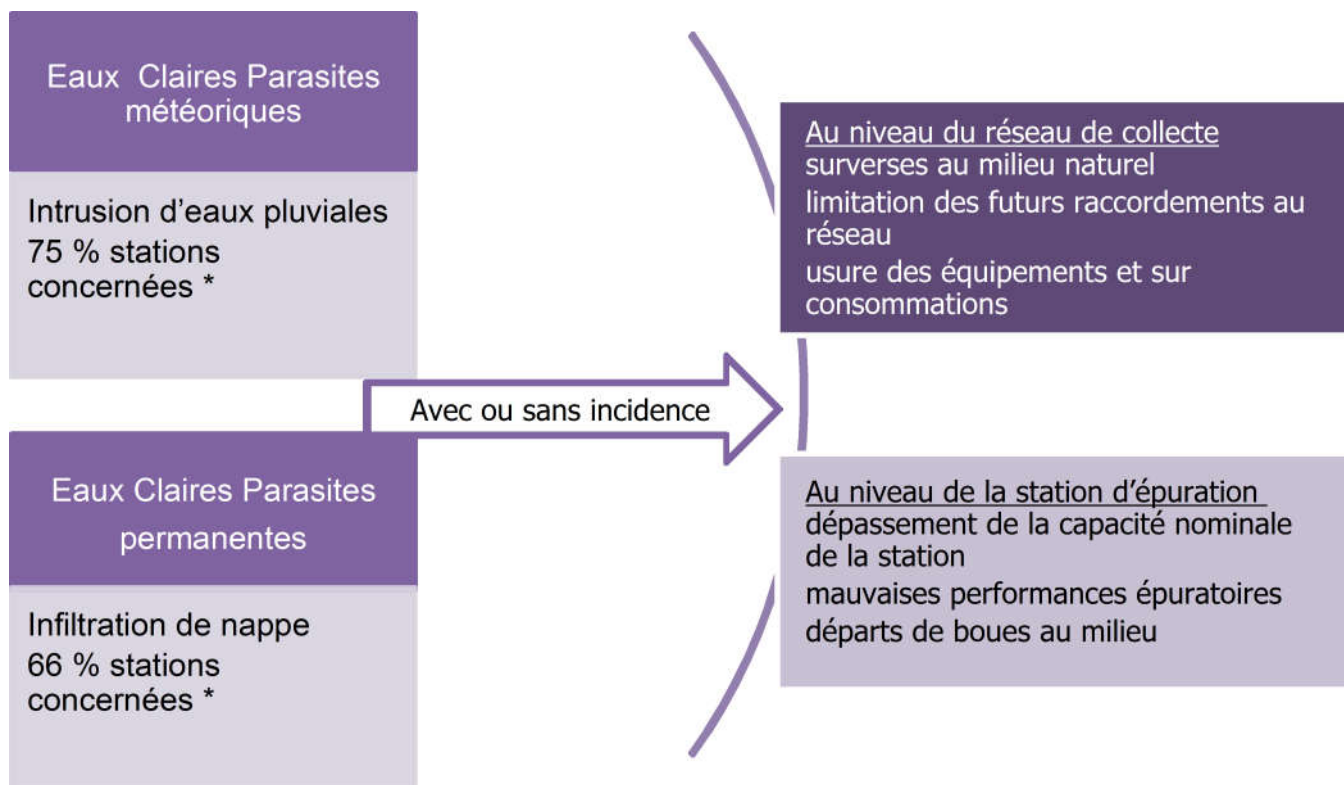 Eaux Claires Parasites
météoriques
Intrusion d'eaux pluviales
75 % stations
concernées *
Eaux Claires Parasites
permanentes
Infiltration de nappe
66 % stations
concernées *
Avec ou sans incidence
Au niveau du réseau de collecte
surverses au milieu naturel
limitation des futurs raccordements au
réseau
usure des équipements et sur
consommations
Au niveau de la station d'épuration
dépassement de la capacité nominale
de la station
mauvaises performances épuratoires
départs de boues au milieu